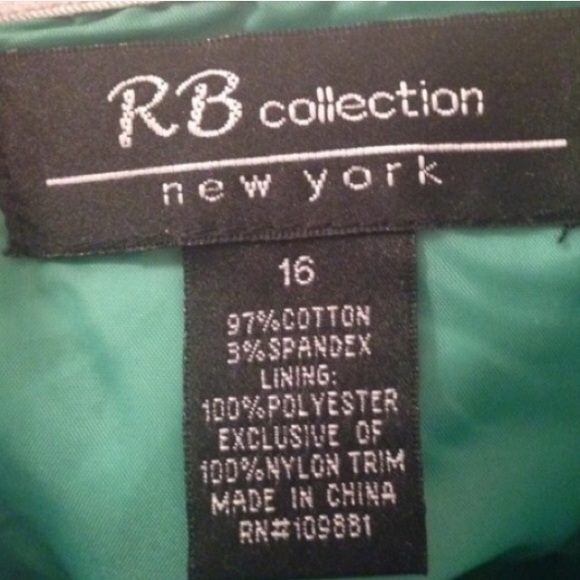 RB collection
new york
16
97%COTTON
3%SPANDEX
LINING:
100%POLYESTER
EXCLUSIVE OF
100%NYLON TRIM
MADE IN CHINA
RN#109881